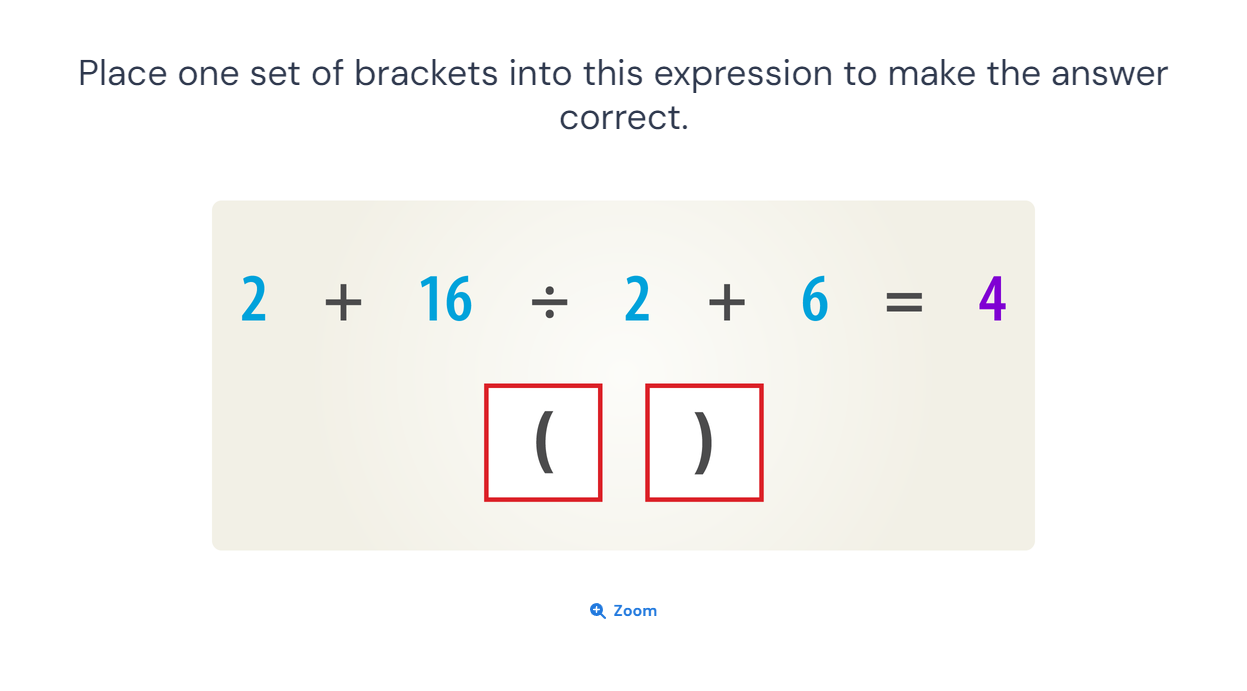 Place one set of brackets into this expression to make the answer
correct.
2 + 16 ÷ 2 + 6 = 4
( )
Zoom